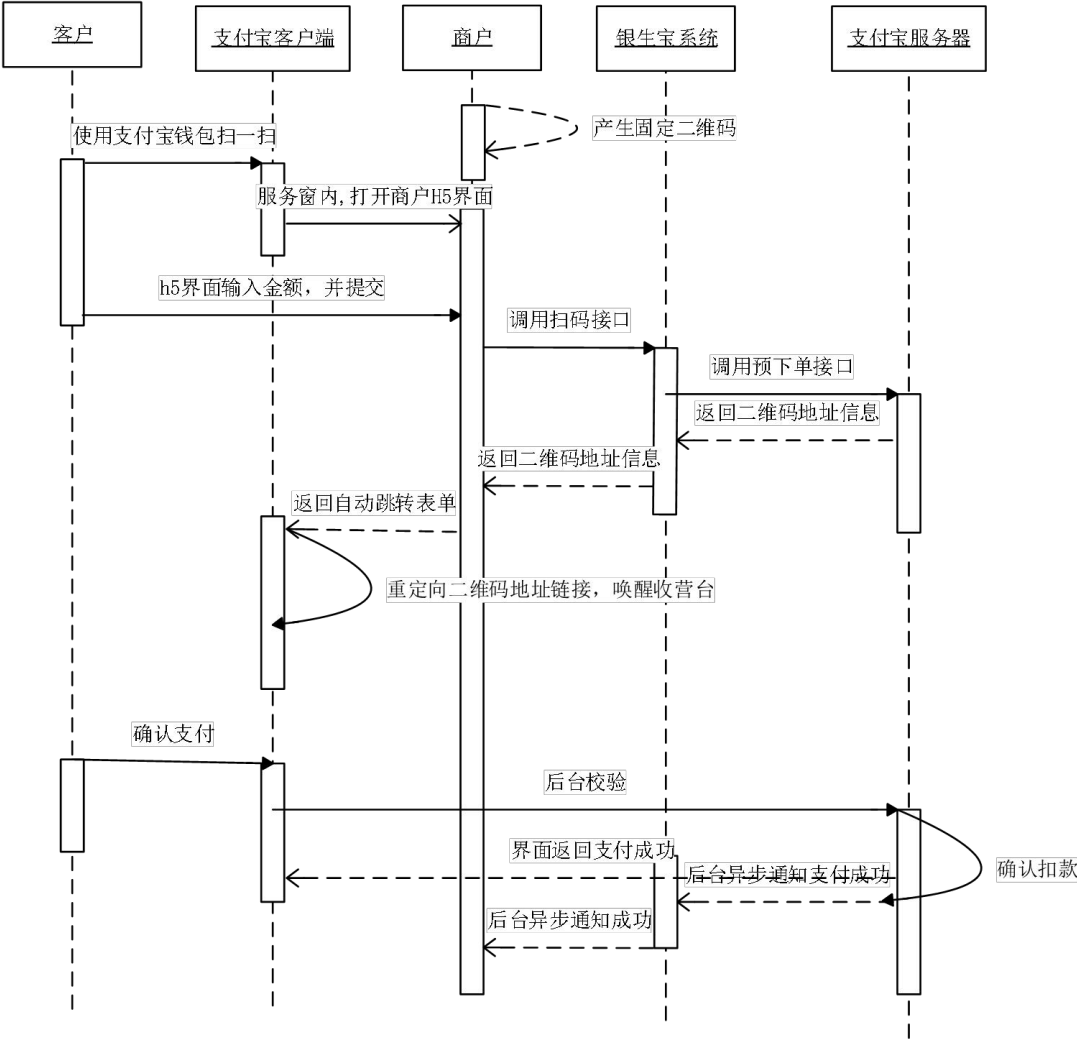 客户
支付宝客户端
商户
银生宝系统
支付宝服务器
产生固定二维码
使用支付宝钱包扫一扫
服务窗内,打开商户H5界面
h5界面输入金额，并提交
调用扫码接口
调用预下单接口
返回二维码地址信息
返回二维码地址信息
返回自动跳转表单
重定向二维码地址链接，唤醒收营台
确认支付
后台校验
界面返回支付成功
后台异步通知支付成功
确认扣款
后台异步通知成功